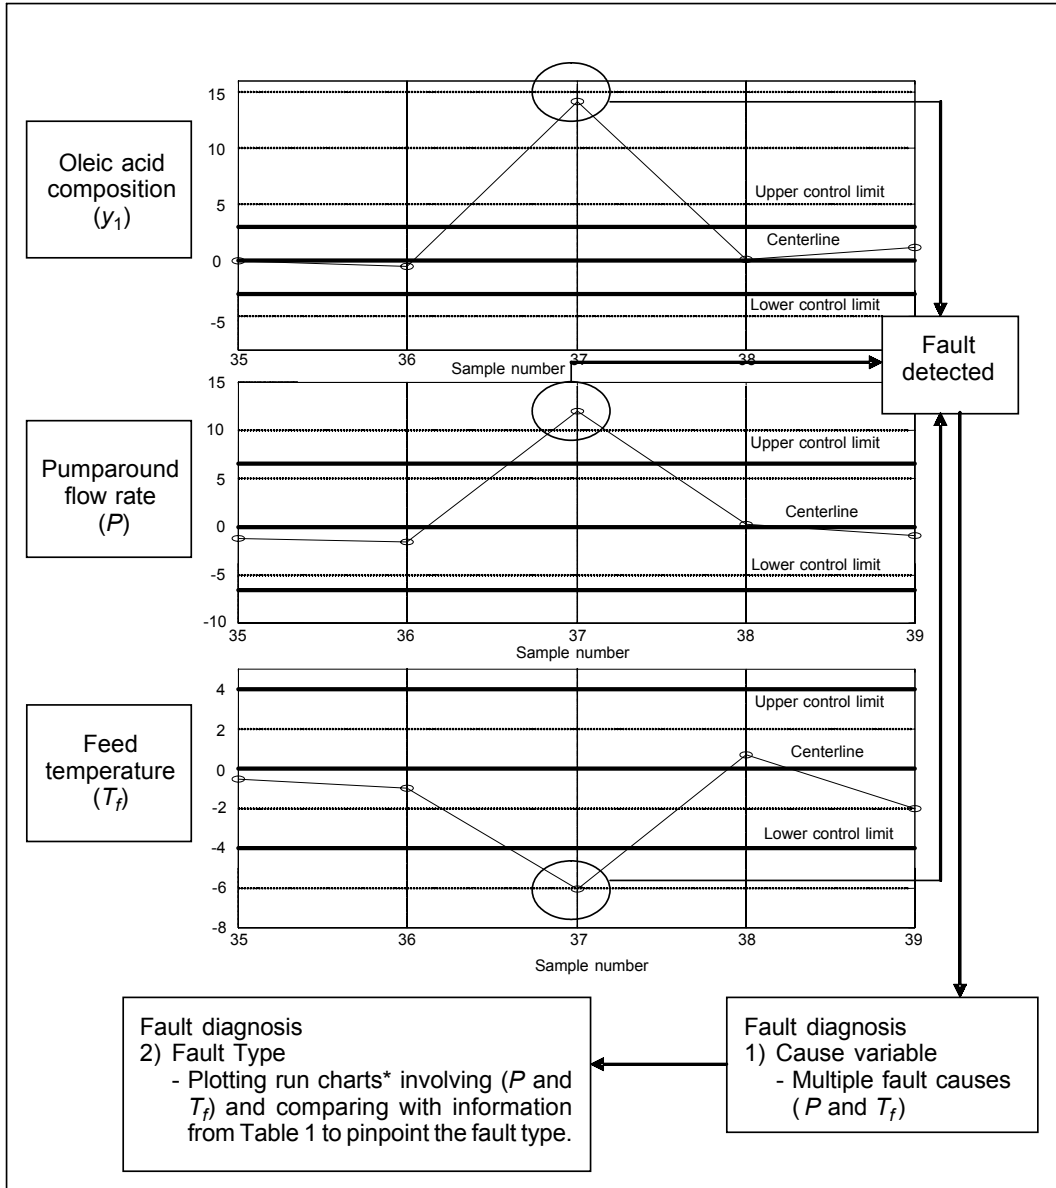 Oleic acid
composition
(y1)
15
10
5
0
-5
Upper control limit
Centerline
Lower control limit
35
36
37
38
39
Sample number
Fault
detected
Pumparound
flow rate
(P)
15
10
5
0
-5
-10
Upper control limit
Centerline
Lower control limit
35
36
37
38
39
Sample number
Feed
temperature
(Tf)
4
2
0
-2
-4
-6
-8
Upper control limit
Centerline
Lower control limit
35
36
37
38
39
Sample number
Fault diagnosis
2) Fault Type
- Plotting run charts* involving (P and
Tf) and comparing with information
from Table 1 to pinpoint the fault type.
Fault diagnosis
1) Cause variable
- Multiple fault causes
(P and Tf)